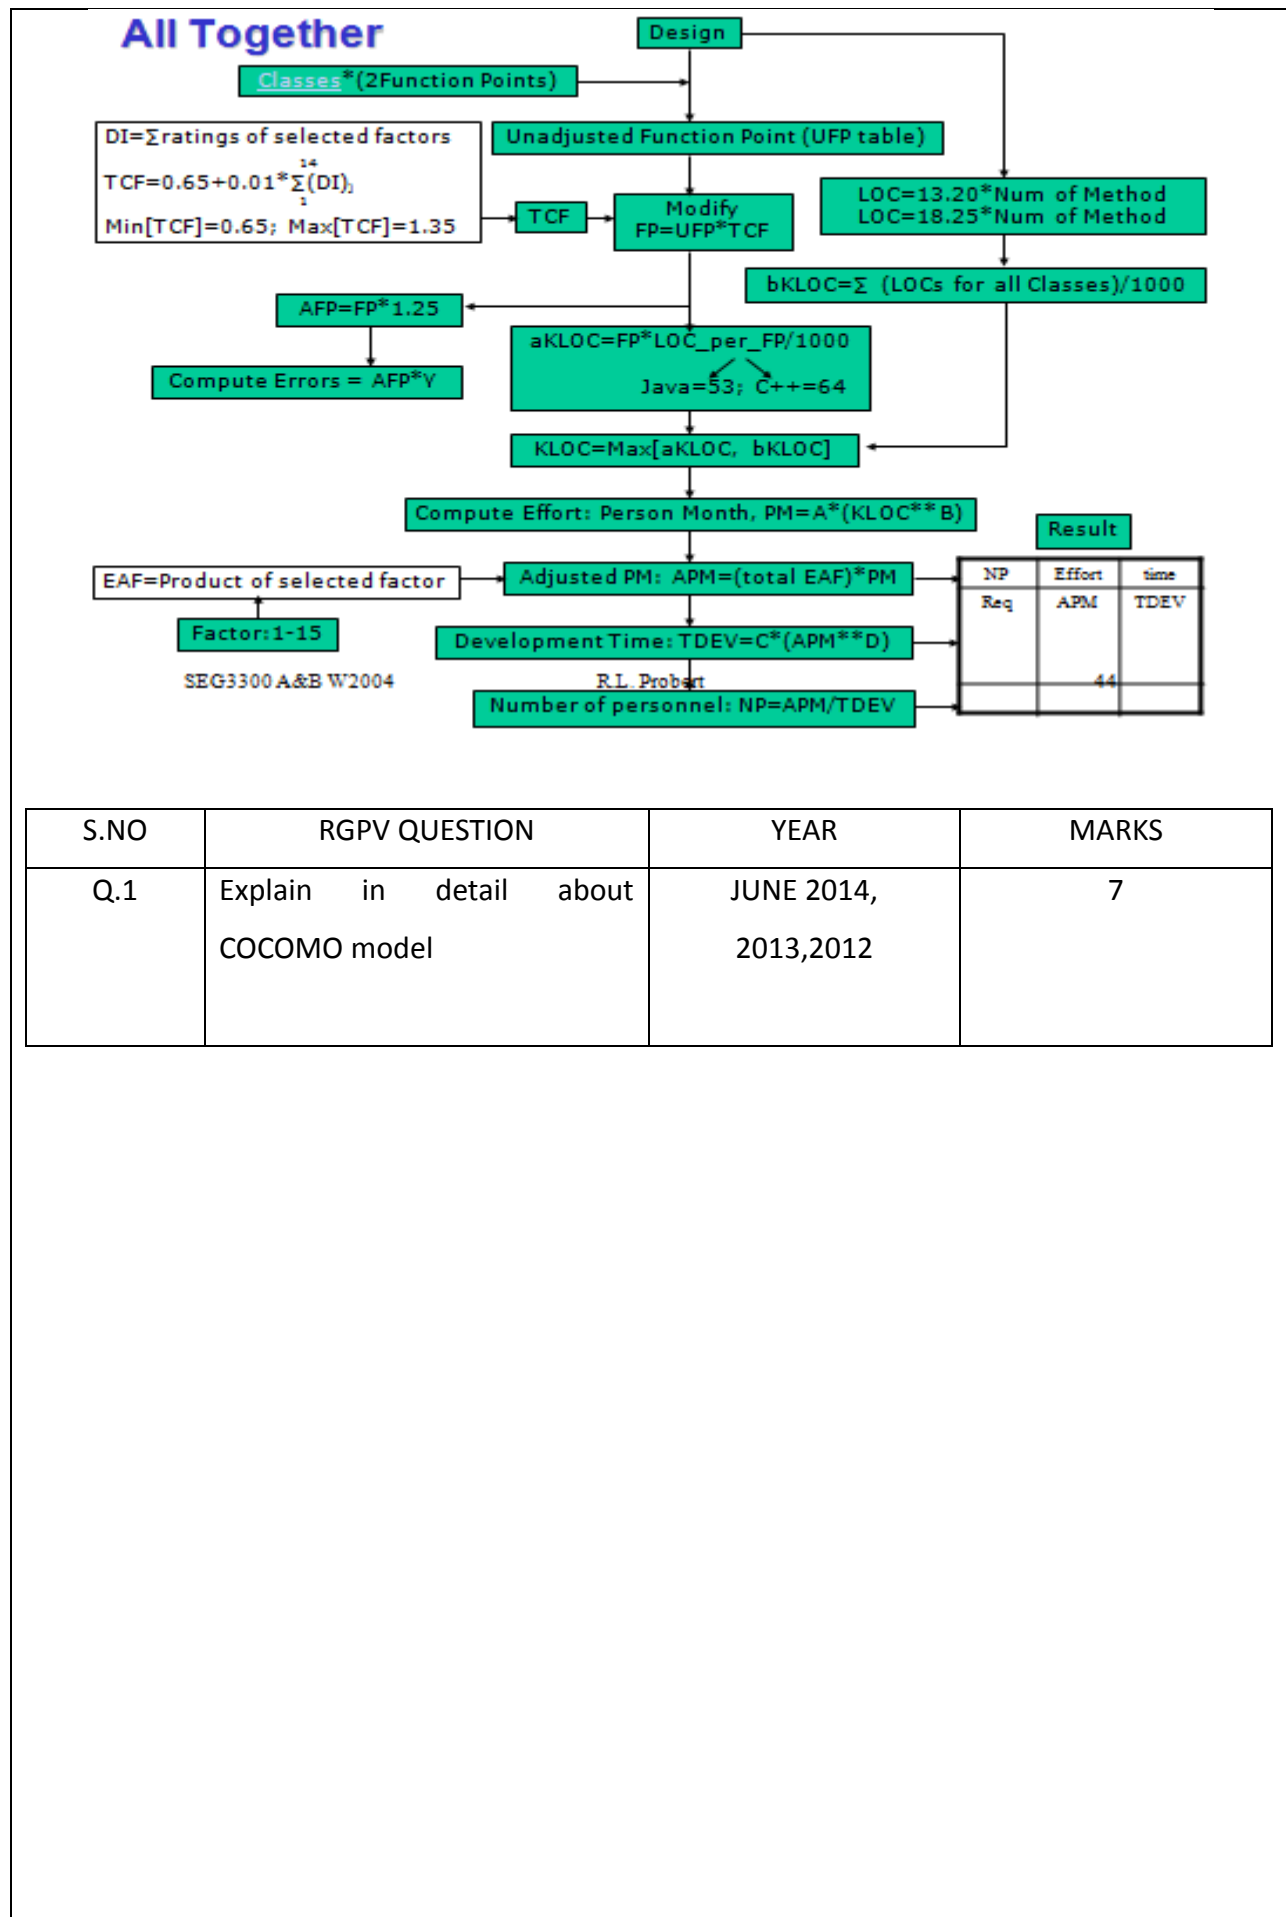 All Together
Design
Classes*(2Function Points)
DI=Σratings of selected factors
14
TCF=0.65+0.01*Σ(DI)j
1
Min[TCF]=0.65; Max[TCF]=1.35
Unadjusted Function Point (UFP table)
TCF
Modify
FP=UFP*TCF
LOC=13.20*Num of Method
LOC=18.25*Num of Method
bKLOC=Σ (LOCs for all Classes)/1000
AFP=FP*1.25
Compute Errors = AFP*Y
aKLOC=FP*LOC_per_FP/1000
Java=53; C++=64
KLOC=Max[aKLOC, bKLOC]
Compute Effort: Person Month, PM=A*(KLOC**B)
Result
EAF=Product of selected factor
Adjusted PM: APM=(total EAF)*PM
NP Effort time
Req APM TDEV
Factor:1-15
Development Time: TDEV=C*(APM**D)
SEG3300 A&B W2004 R.L. Probert 44
Number of personnel: NP=APM/TDEV
S.NO RGPV QUESTION YEAR MARKS
Q.1 Explain in detail about JUNE 2014, 7
COCOMO model 2013,2012